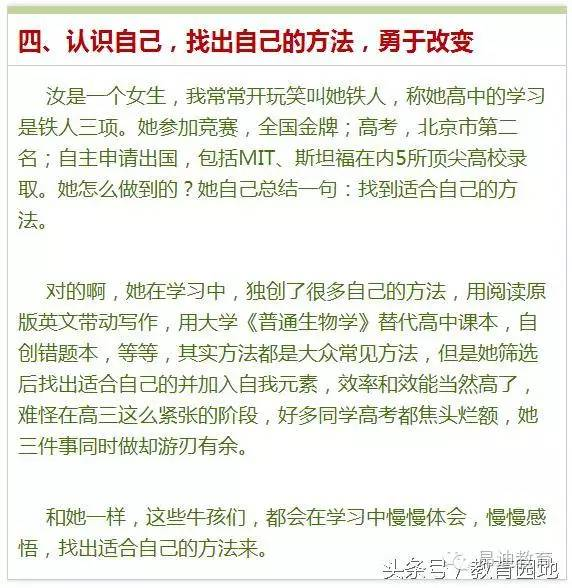 四、认识自己，找出自己的方法，勇于改变
汝是一个女生，我常常开玩笑叫她铁人，称她高中的学习
是铁人三项。她参加竞赛，全国金牌；高考，北京市第二
名；自主申请出国，包括MIT、斯坦福在内5所顶尖高校录
取。她怎么做到的？她自己总结一句：找到适合自己的方
法。
对的啊，她在学习中，独创了很多自己的方法，用阅读原
版英文带动写作，用大学《普通生物学》替代高中课本，自
创错题本，等等，其实方法都是大众常见方法，但是她筛选
后找出适合自己的并加入自我元素，效率和效能当然高了，
难怪在高三这么紧张的阶段，好多同学高考都焦头烂额，她
三件事同时做却游刃有余。
和她一样，这些牛孩们，都会在学习中慢慢体会，慢慢感
悟，找出适合自己的方法来。
头条号／教育园地